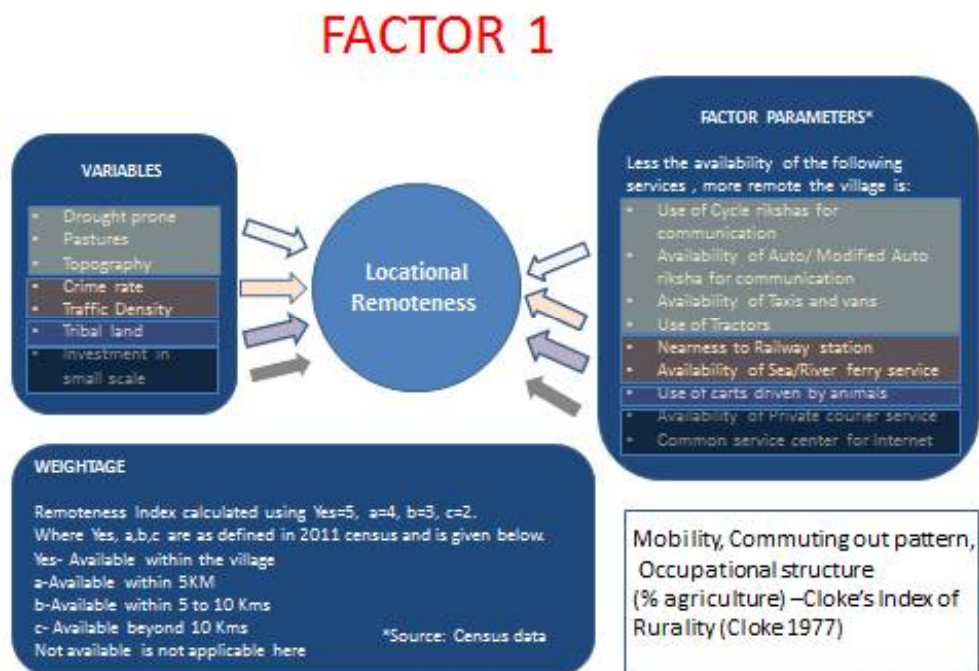 FACTOR 1
VARIABLES
• Drought prone
• Pastures
• Topography
• Crime rate
• Traffic Density
• Tribal land
• Investment in
small scale
Locational
Remoteness
FACTOR PARAMETERS*
Less the availability of the following
services , more remote the village is:
• Use of Cycle rikshas for
communication
• Availability of Auto/ Modified Auto
riksha for communication
• Availability of Taxis and vans
• Use of Tractors
• Nearness to Railway station
• Availability of Sea/River ferry service
• Use of carts driven by animals
• Availability of Private courier service
• Common service center for Internet
WEIGHTAGE
Remoteness Index calculated using Yes=5, a=4, b=3, c=2.
Where Yes, a,b,c are as defined in 2011 census and is given below.
Yes- Available within the village
a-Available within 5KM
b-Available within 5 to 10 Kms
c- Available beyond 10 Kms
Not available is not applicable here
*Source: Census data
Mobility, Commuting out pattern,
Occupational structure
(% agriculture) –Cloke's Index of
Rurality (Cloke 1977)